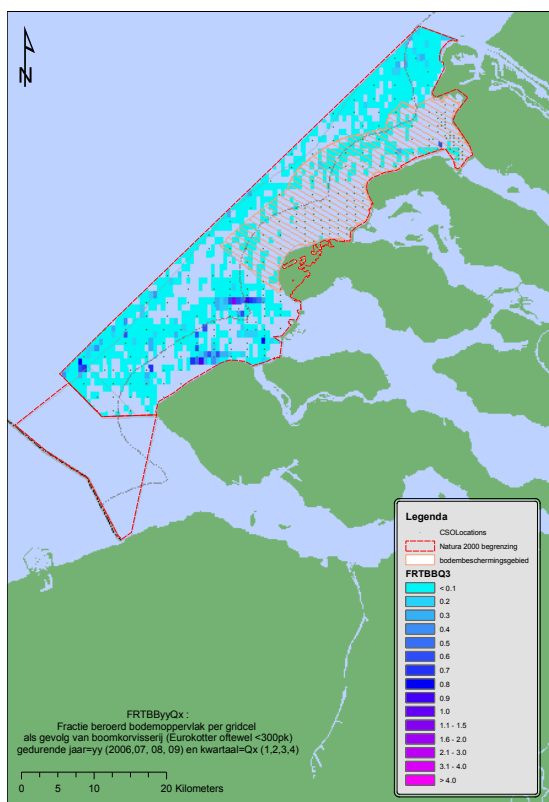 N
Legenda
CSOLocations
Natura 2000 begrenzing
bodembeschermingsgebied
FRTBBQ3
< 0.1
0.2
0.3
0.4
0.5
0.6
0.7
0.8
0.9
1.0
1.1 - 1.5
1.6 - 2.0
2.1 - 3.0
3.1 - 4.0
> 4.0
FRTBByyQx :
Fractie beroerd bodemoppervlak per gridcel
als gevolg van boomkorvisserij (Eurokotter oftewel <300pk)
gedurende jaar=yy (2006,07, 08, 09) en kwartaal=Qx (1,2,3,4)
0 5 10 20 Kilometers